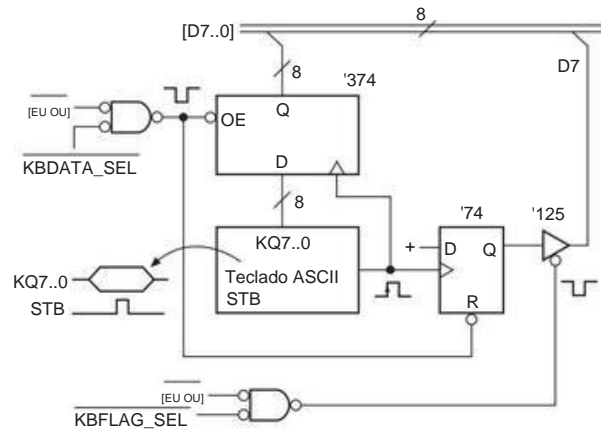 8
[D7..0]
8
'374
D7
[EU OU]
OE
Q
KBDATA_SEL
D
8
'74
'125
KQ7..0
+
D
Q
KQ7..0
Teclado ASCII
STB
STB
R
[EU OU]
KBFLAG_SEL